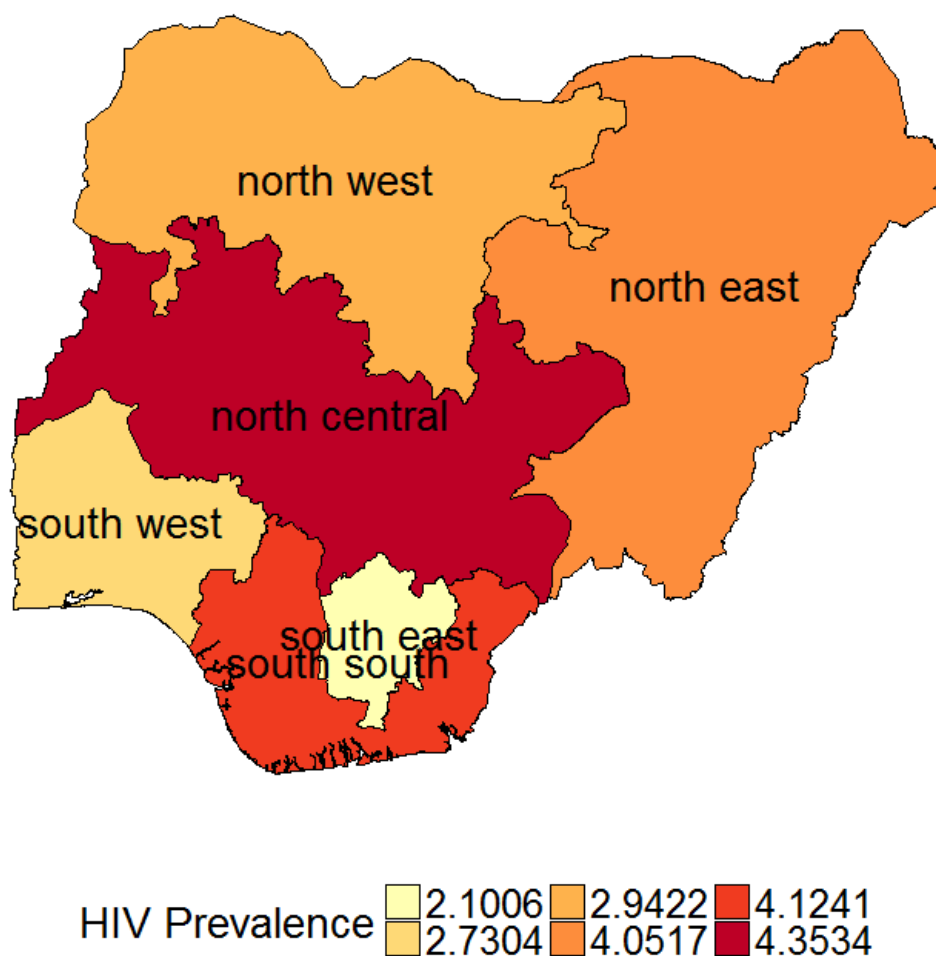 north west
north east
north central
south west
south east
south south
HIV Prevalence
2.1006 2.9422 4.1241
2.7304 4.0517 4.3534